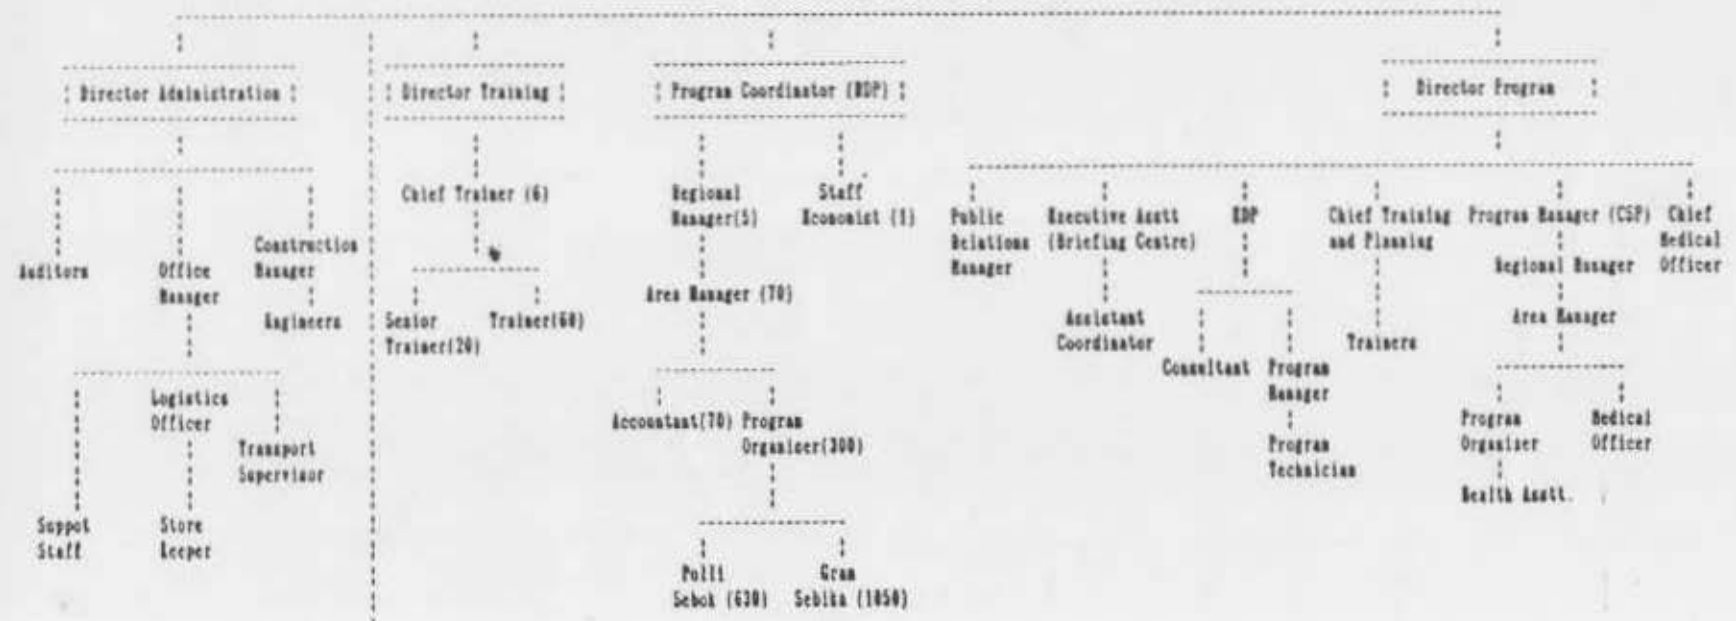 Director Administration
Director Training
Program Coordinator (RDP)
Director Program
Chief Trainer (6)
Regional
Manager(5)
Staff
Economist (1)
Public
Relations
Manager
Executive Asstt
(Briefing Centre)
EDP
Chief Training
and Planning
Program Manager (CSP)
Chief
Medical
Officer
Auditors
Office
Manager
Construction
Manager
Regional Manager
Engineers
Senior
Trainer(20)
Trainer(60)
Area Manager (70)
Assistant
Coordinator
Trainers
Area Manager
Consultant
Program
Manager
Logistics
Officer
Accountant(70)
Program
Organiser(300)
Transport
Supervisor
Program
Technician
Program
Organiser
Medical
Officer
Health Asstt.
Suppot
Staff
Store
Keeper
Polli
Sebok (630)
Gram
Sebika (1050)